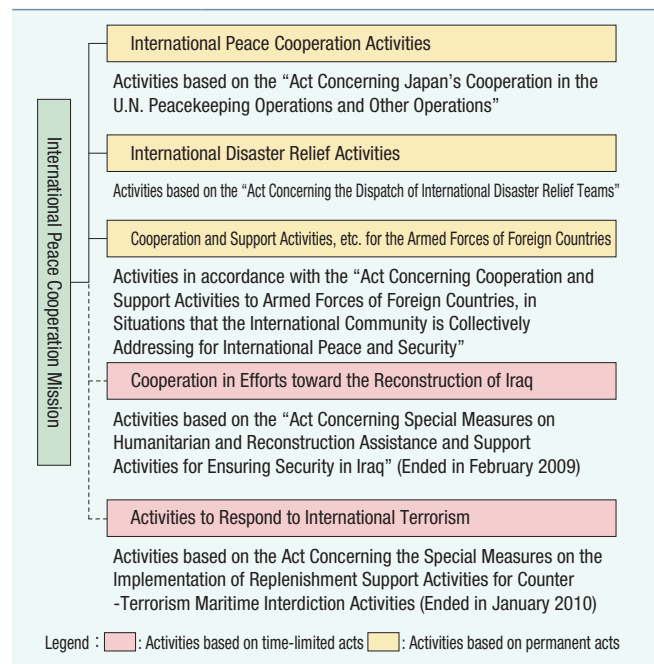 International Peace Cooperation Mission
International Peace Cooperation Activities
Activities based on the “Act Concerning Japan’s Cooperation in the
U.N. Peacekeeping Operations and Other Operations”
International Disaster Relief Activities
Activities based on the “Act Concerning the Dispatch of International Disaster Relief Teams”
Cooperation and Support Activities, etc. for the Armed Forces of Foreign Countries
Activities in accordance with the “Act Concerning Cooperation and
Support Activities to Armed Forces of Foreign Countries, in
Situations that the International Community is Collectively
Addressing for International Peace and Security”
Cooperation in Efforts toward the Reconstruction of Iraq
Activities based on the “Act Concerning Special Measures on
Humanitarian and Reconstruction Assistance and Support
Activities for Ensuring Security in Iraq” (Ended in February 2009)
Activities to Respond to International Terrorism
Activities based on the Act Concerning the Special Measures on the
Implementation of Replenishment Support Activities for Counter
-Terrorism Maritime Interdiction Activities (Ended in January 2010)
Legend : : Activities based on time-limited acts : Activities based on permanent acts